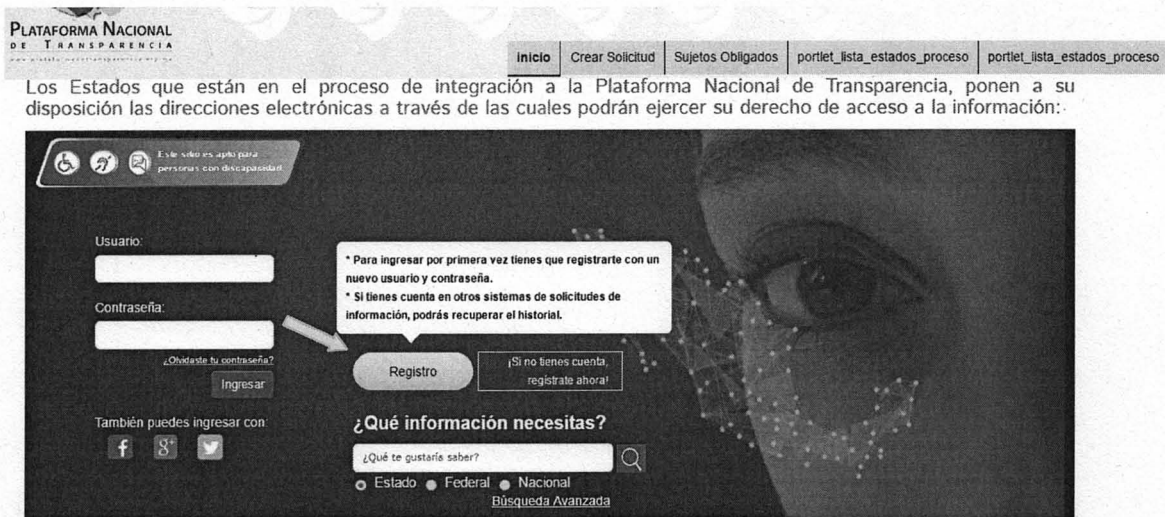 PLATAFORMA NACIONAL
DE TRANSPARENCIA
Inicio
Crear Solicitud
Sujetos Obligados
portlet_lista_estados_proceso
portlet_lista_estados_proceso
Los Estados que están en el proceso de integración a la Plataforma Nacional de Transparencia, ponen a su
disposición las direcciones electrónicas a través de las cuales podrán ejercer su derecho de acceso a la información:
Este sitio es apto para
personas con discapacidad
Usuario:
Contraseña:
¿Olvidaste tu contraseña?
Ingresar
También puedes ingresar con:
* Para ingresar por primera vez tienes que registrarte con un
nuevo usuario y contraseña.
* Si tienes cuenta en otros sistemas de solicitudes de
información, podrás recuperar el historial.
Registro
¡Si no tienes cuenta,
regístrate ahora!
¿Qué información necesitas?
¿Qué te gustaría saber?
Estado Federal Nacional
Búsqueda Avanzada